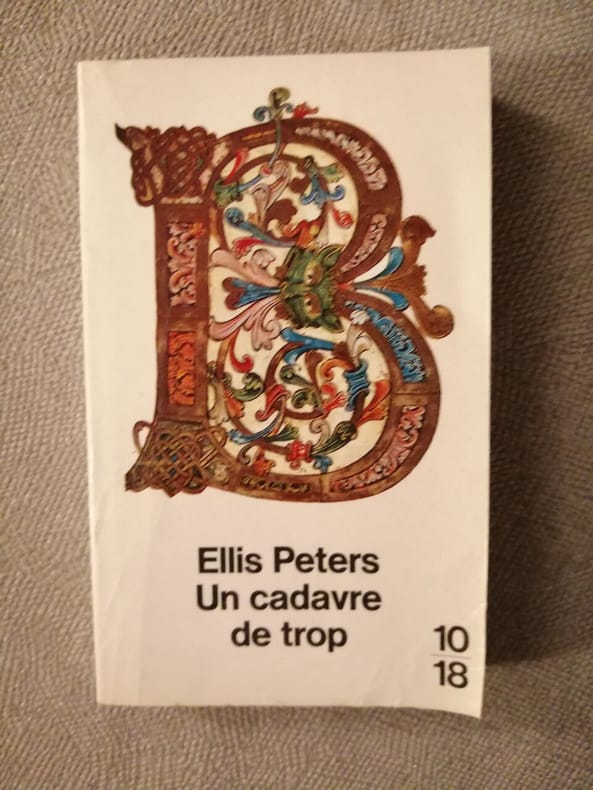 B
Ellis Peters
Un cadavre
de trop
10
18